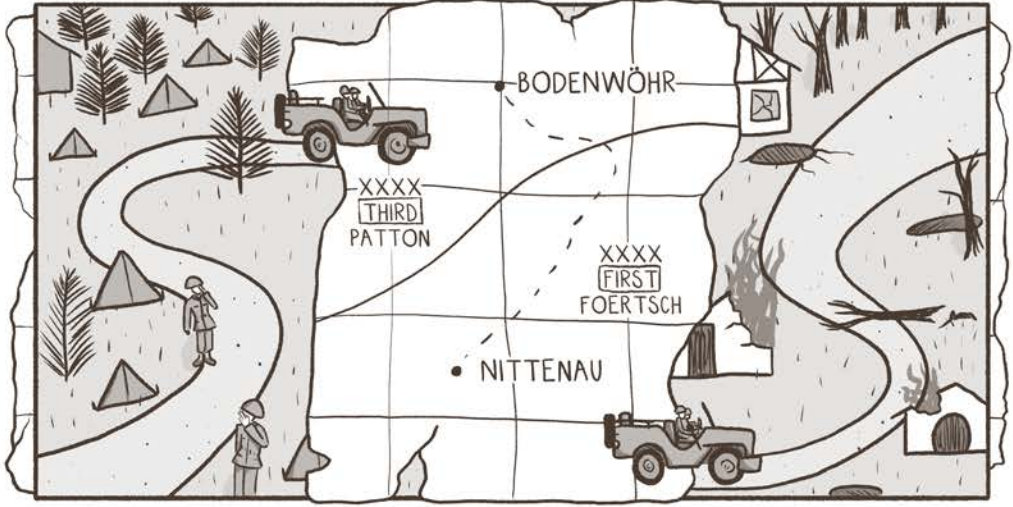 BODENWÖHR
XXXX
THIRD
PATTON
XXXX
FIRST
FOERTSCH
NITTENAU